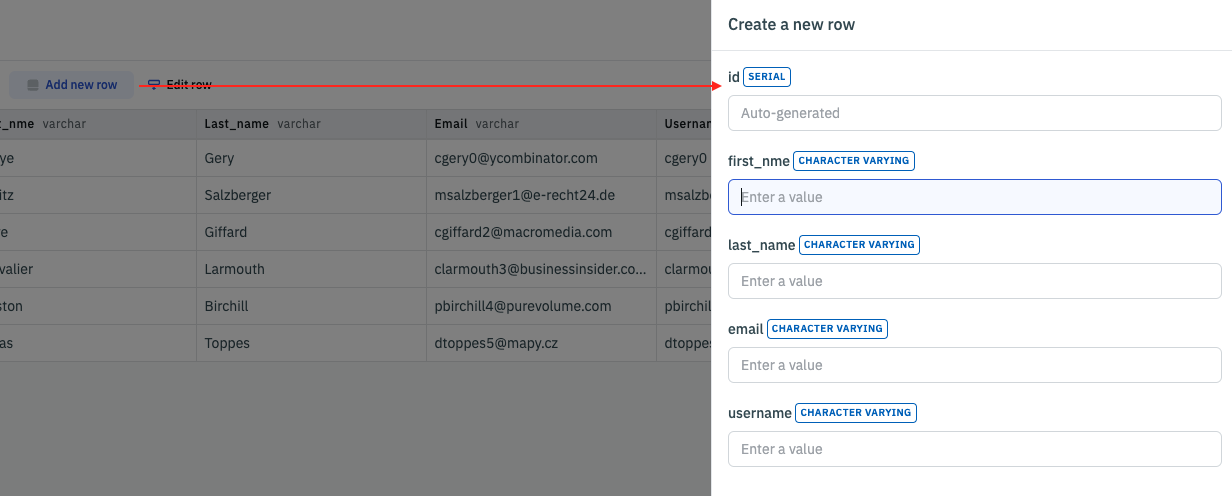 Create a new row
Add new row Edit row
id SERIAL
Auto-generated
t_nme varchar Last_name varchar Email varchar Usernam
first_nme CHARACTER VARYING
Enter a value
ye Gery cgery0@ycombinator.com cgery0
itz Salzberger msalzberger1@e-recht24.de msalzb
e Giffard cgiffard2@macromedia.com cgiffard
valier Larmouth clarmouth3@businessinsider.co... clarmou
ston Birchill pbirchill4@purevolume.com pbirchill
as Toppes dtoppes5@mapy.cz dtoppes
last_name CHARACTER VARYING
Enter a value
email CHARACTER VARYING
Enter a value
username CHARACTER VARYING
Enter a value